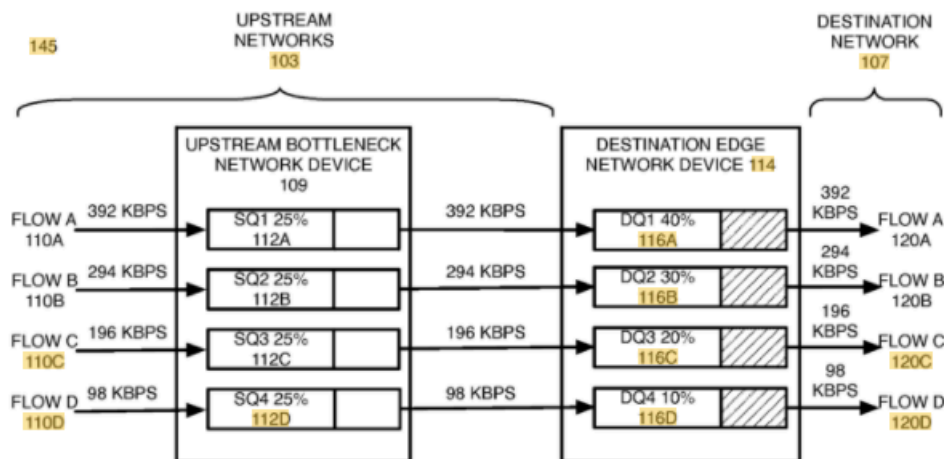 145
UPSTREAM
NETWORKS
103
DESTINATION
NETWORK
107
UPSTREAM BOTTLENECK
NETWORK DEVICE
109
DESTINATION EDGE
NETWORK DEVICE 114
FLOW A
110A
392 KBPS
SQ1 25%
112A
392 KBPS
DQ1 40%
116A
392
KBPS
FLOW A
120A
FLOW B
110B
294 KBPS
SQ2 25%
112B
294 KBPS
DQ2 30%
116B
294
KBPS
FLOW B
120B
FLOW C
110C
196 KBPS
SQ3 25%
112C
196 KBPS
DQ3 20%
116C
196
KBPS
FLOW C
120C
FLOW D
110D
98 KBPS
SQ4 25%
112D
98 KBPS
DQ4 10%
116D
98
KBPS
FLOW D
120D